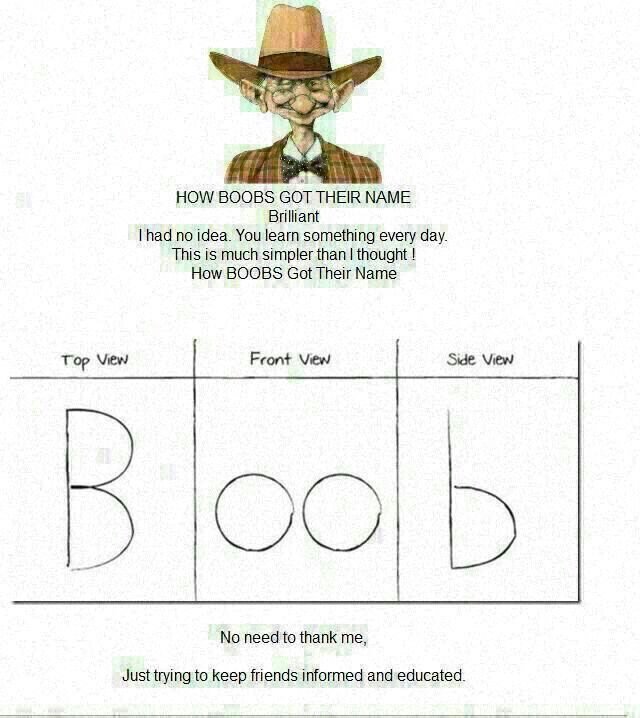 HOW BOOBS GOT THEIR NAME
Brilliant
I had no idea. You learn something every day.
This is much simpler than I thought !
How BOOBS Got Their Name
Top View Front View Side View
B oo b
No need to thank me,
Just trying to keep friends informed and educated.